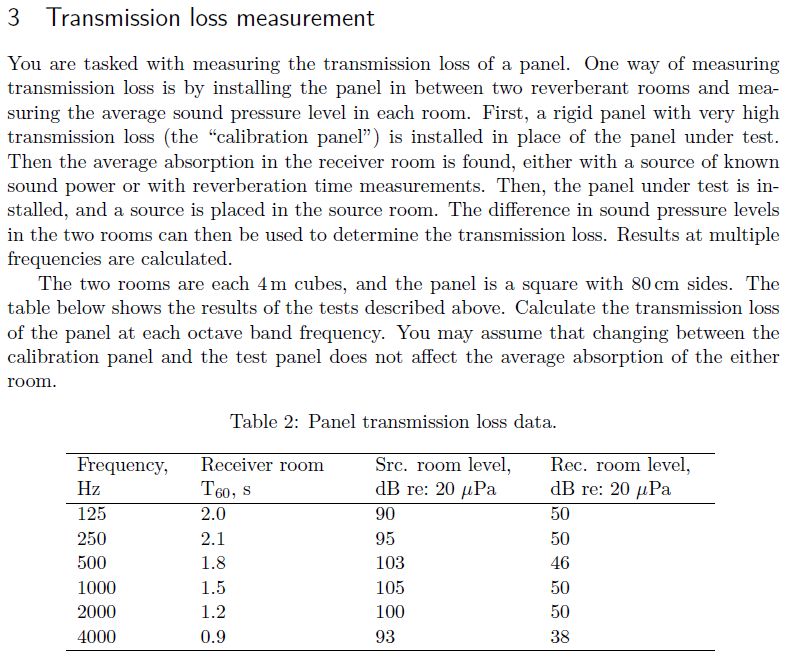 3 Transmission loss measurement
You are tasked with measuring the transmission loss of a panel. One way of measuring
transmission loss is by installing the panel in between two reverberant rooms and mea-
suring the average sound pressure level in each room. First, a rigid panel with very high
transmission loss (the “calibration panel”) is installed in place of the panel under test.
Then the average absorption in the receiver room is found, either with a source of known
sound power or with reverberation time measurements. Then, the panel under test is in-
stalled, and a source is placed in the source room. The difference in sound pressure levels
in the two rooms can then be used to determine the transmission loss. Results at multiple
frequencies are calculated.
The two rooms are each 4 m cubes, and the panel is a square with 80 cm sides. The
table below shows the results of the tests described above. Calculate the transmission loss
of the panel at each octave band frequency. You may assume that changing between the
calibration panel and the test panel does not affect the average absorption of the either
room.
Table 2: Panel transmission loss data.
Frequency, Receiver room Src. room level, Rec. room level,
Hz T60, s dB re: 20 μPa dB re: 20 μPa
125 2.0 90 50
250 2.1 95 50
500 1.8 103 46
1000 1.5 105 50
2000 1.2 100 50
4000 0.9 93 38